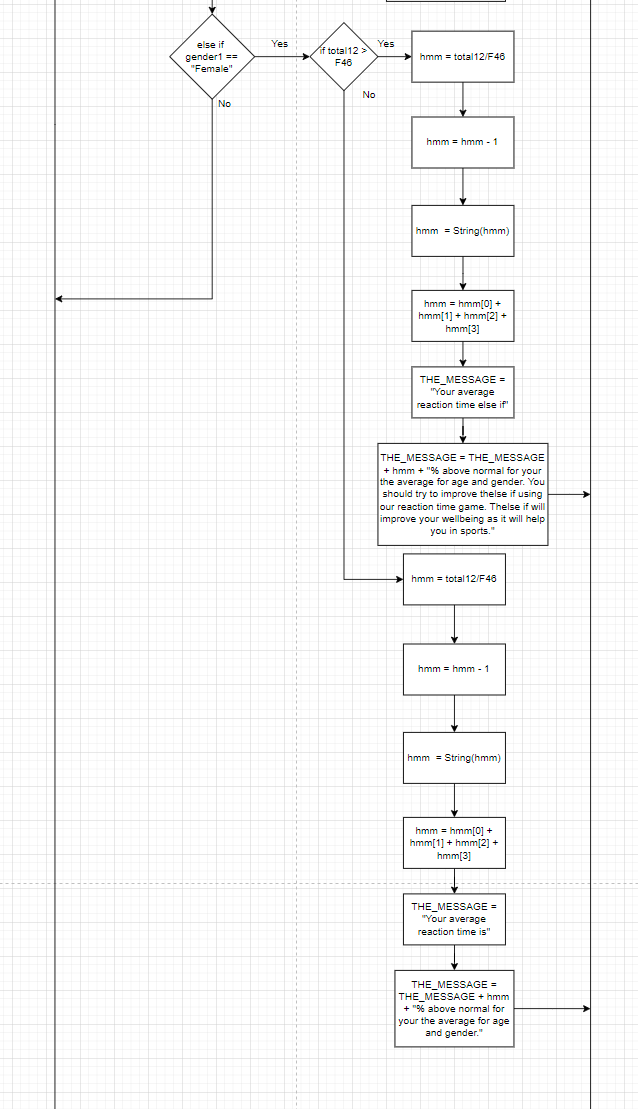 else if
gender1 ==
"Female"
Yes
if total12 >
F46
Yes
hmm = total12/F46
No
No
hmm = hmm - 1
hmm = String(hmm)
hmm = hmm[0] +
hmm[1] + hmm[2] +
hmm[3]
THE_MESSAGE =
"Your average
reaction time else if"
THE_MESSAGE = THE_MESSAGE
+ hmm + "% above normal for your
the average for age and gender. You
should try to improve thelse if using
our reaction time game. Thelse if will
improve your wellbeing as it will help
you in sports."
hmm = total12/F46
hmm = hmm - 1
hmm = String(hmm)
hmm = hmm[0] +
hmm[1] + hmm[2] +
hmm[3]
THE_MESSAGE =
"Your average
reaction time is"
THE_MESSAGE =
THE_MESSAGE + hmm
+ "% above normal for
your the average for age
and gender."